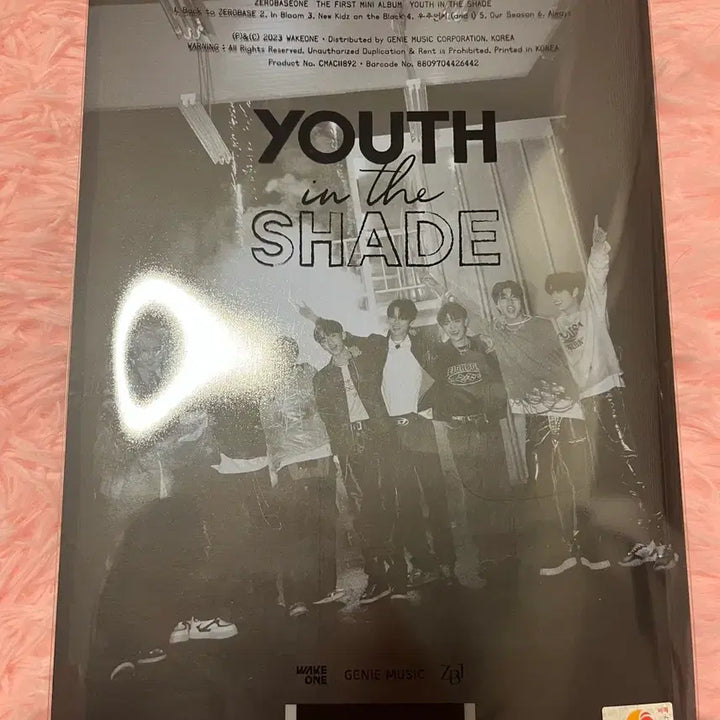 ZEROBASEONE THE FIRST MINI ALBUM YOUTH IN THE SHADE
1. Back to ZEROBASE 2. In Bloom 3. New Kidz on the Block 4. 우주먼지 (and I) 5. Our Season 6. Always
(P)&(C) 2023 WAKEONE • Distributed by GENIE MUSIC CORPORATION, KOREA
WARNING : All Rights Reserved. Unauthorized Duplication & Rent is Prohibited. Printed in KOREA
Product No. CMAC11892 • Barcode No. 8809704426442
YOUTH
in the
SHADE
WAKE
ONE
GENIE MUSIC
ZB1